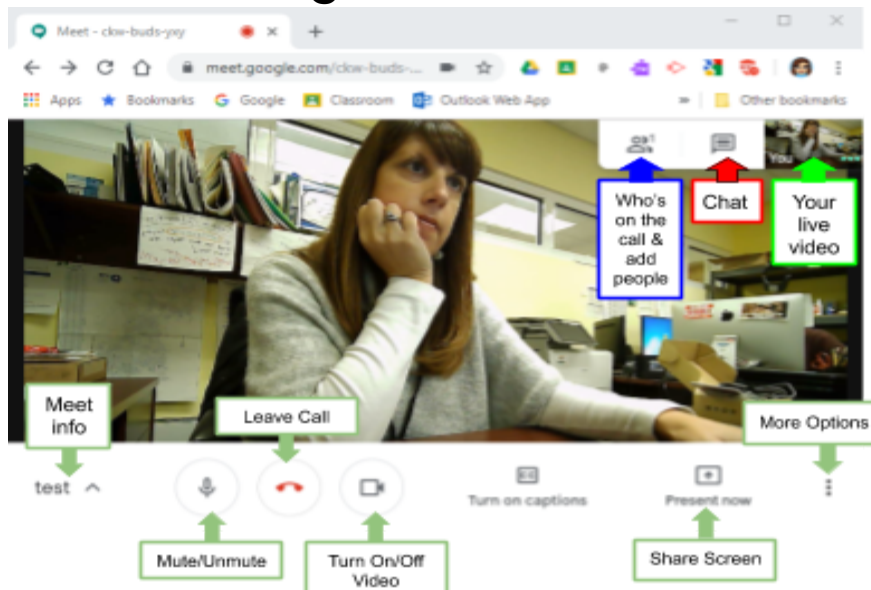 Meet - ckw-buds-yxy
meet.google.com/ckw-buds-...
Apps Bookmarks Google Classroom Outlook Web App » Other bookmarks
1
You
Who's
on the
call &
add
people
Chat
Your
live
video
Meet
info
Leave Call
More Options
test
Turn on captions
Present now
Mute/Unmute
Turn On/Off
Video
Share Screen